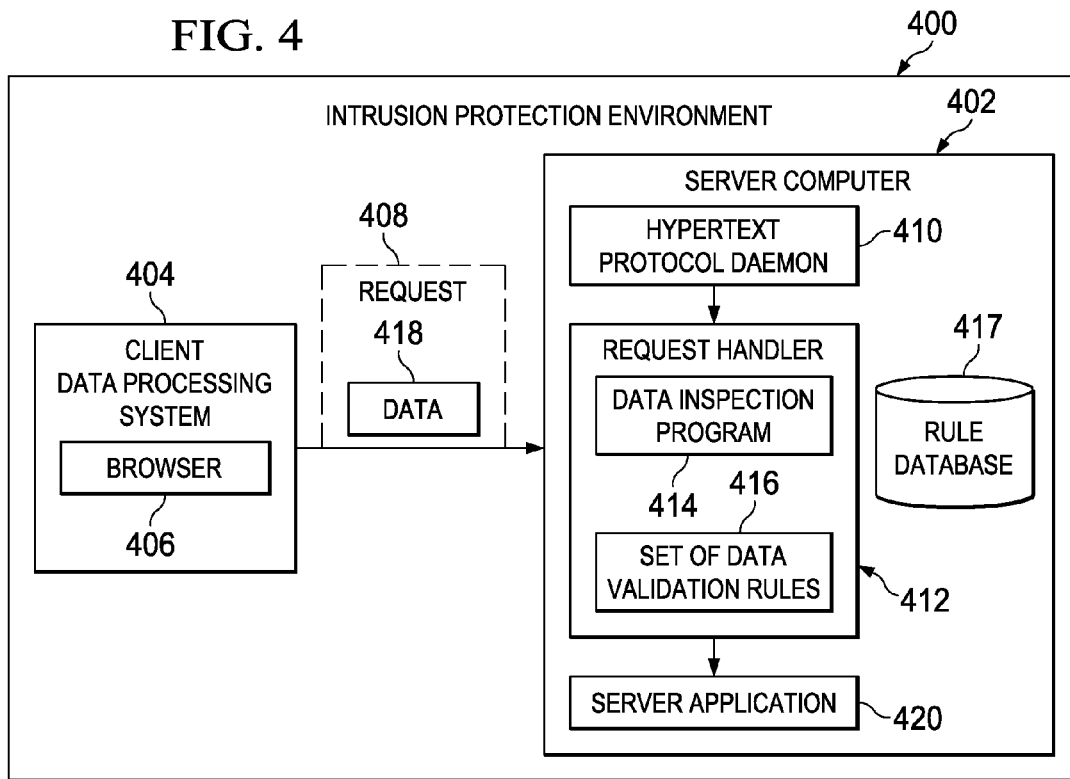 FIG. 4
400
INTRUSION PROTECTION ENVIRONMENT
402
SERVER COMPUTER
408
REQUEST
418
DATA
404
CLIENT
DATA PROCESSING
SYSTEM
BROWSER
406
HYPERTEXT
PROTOCOL DAEMON
410
REQUEST HANDLER
DATA INSPECTION
PROGRAM
414
416
SET OF DATA
VALIDATION RULES
412
417
RULE
DATABASE
SERVER APPLICATION
420